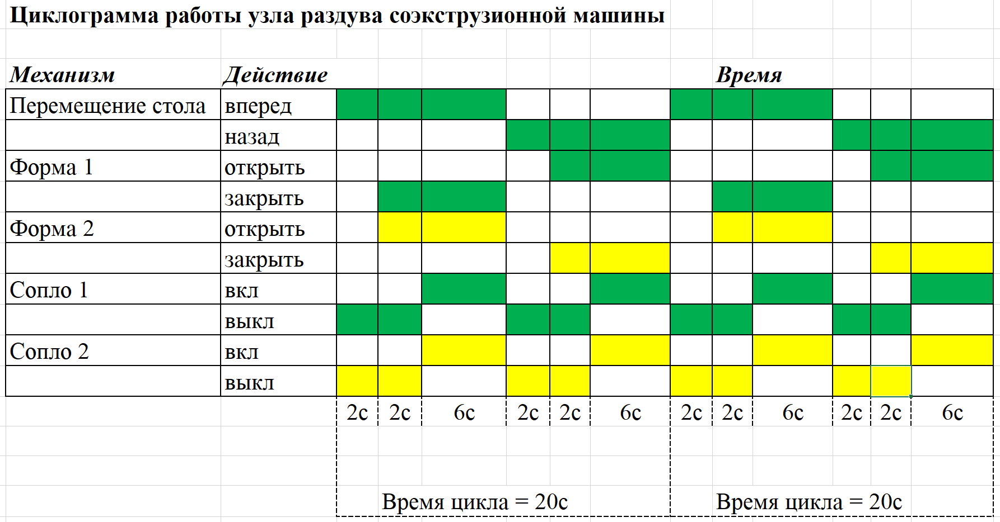 Циклограмма работы узла раздува соэкструзионной машины
Механизм Действие Время
Перемещение стола вперед
назад
Форма 1 открыть
закрыть
Форма 2 открыть
закрыть
Сопло 1 вкл
выкл
Сопло 2 вкл
выкл
2с 2с 6с 2с 2с 6с 2с 2с 6с 2с 2с 6с
Время цикла = 20с Время цикла = 20с